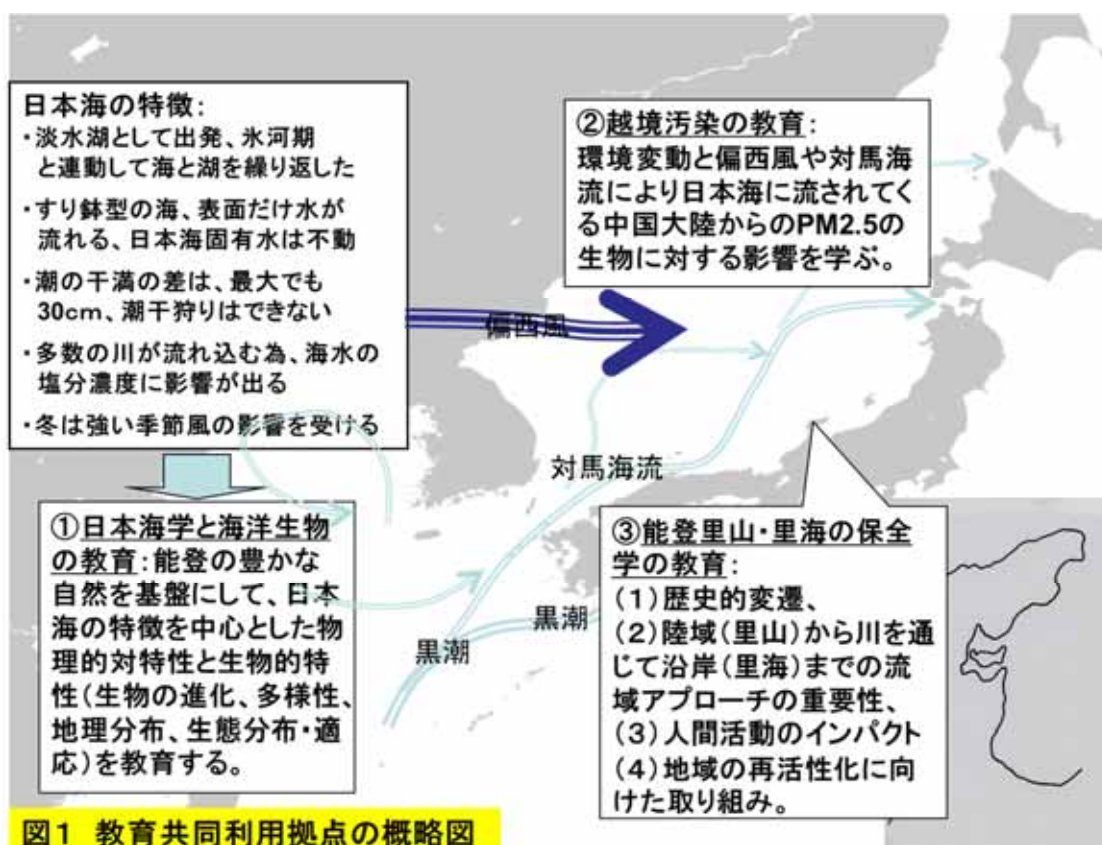 日本海の特徴:
・淡水湖として出発、氷河期
と連動して海と湖を繰り返した
・すり鉢型の海、表面だけ水が
流れる、日本海固有水は不動
・潮の干満の差は、最大でも
30cm、潮干狩りはできない
・多数の川が流れ込む為、海水の
塩分濃度に影響が出る
・冬は強い季節風の影響を受ける
②越境汚染の教育:
環境変動と偏西風や対馬海
流により日本海に流されてく
る中国大陸からのPM2.5の
生物に対する影響を学ぶ。
偏西風
対馬海流
①日本海学と海洋生物
の教育:能登の豊かな
自然を基盤にして、日本
海の特徴を中心とした物
理的対特性と生物的特
性(生物の進化、多様性、
地理分布、生態分布・適
応)を教育する。
黒潮
黒潮
③能登里山・里海の保全
学の教育:
(1)歴史的変遷、
(2)陸域(里山)から川を通
じて沿岸(里海)までの流
域アプローチの重要性、
(3)人間活動のインパクト
(4)地域の再活性化に向
けた取り組み。
図1 教育共同利用拠点の概略図